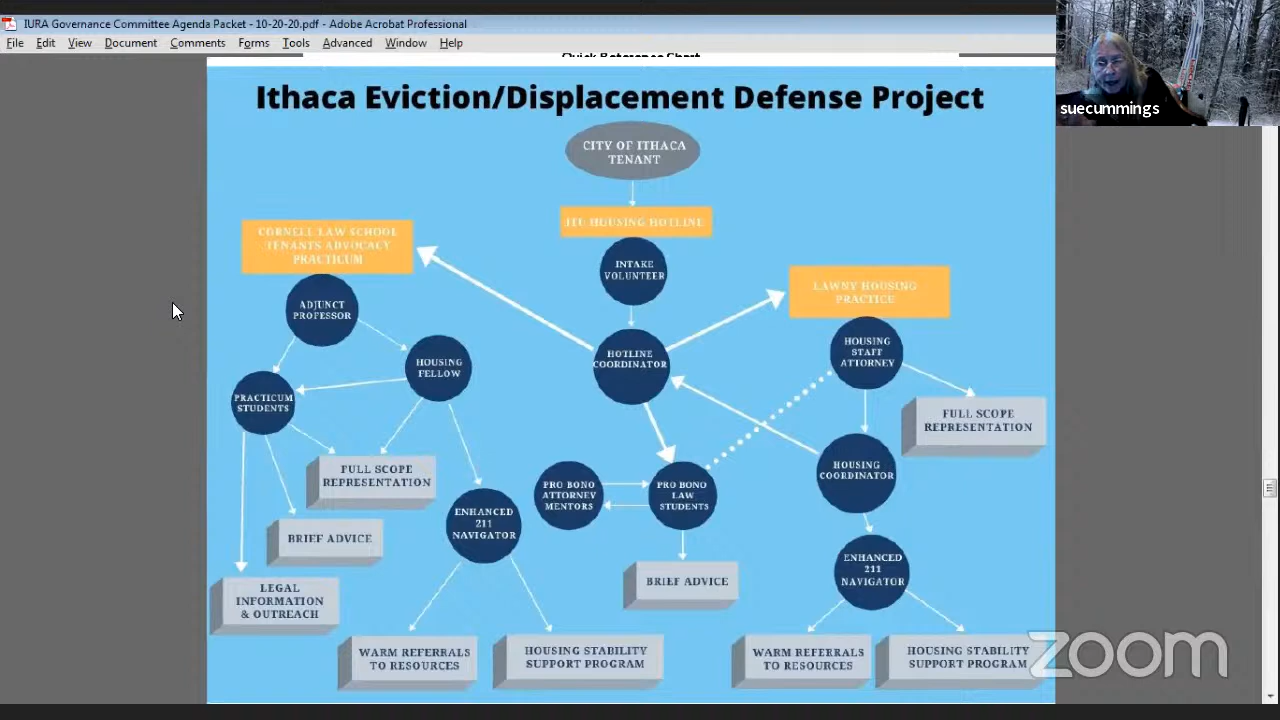 IURA Governance Committee Agenda Packet - 10-20-20.pdf - Adobe Acrobat Professional
File Edit View Document Comments Forms Tools Advanced Window Help
Quick Reference Chart
suecummings
Ithaca Eviction/Displacement Defense Project
CITY OF ITHACA
TENANT
JTU HOUSING HOTLINE
CORNELL LAW SCHOOL
TENANTS ADVOCACY
PRACTICUM
INTAKE
VOLUNTEER
LAWNY HOUSING
PRACTICE
ADJUNCT
PROFESSOR
HOTLINE
COORDINATOR
HOUSING
STAFF
ATTORNEY
HOUSING
FELLOW
PRACTICUM
STUDENTS
FULL SCOPE
REPRESENTATION
FULL SCOPE
REPRESENTATION
HOUSING
COORDINATOR
PRO BONO
ATTORNEY
MENTORS
PRO BONO
LAW
STUDENTS
ENHANCED
211
NAVIGATOR
BRIEF ADVICE
ENHANCED
211
NAVIGATOR
BRIEF ADVICE
LEGAL
INFORMATION
& OUTREACH
WARM REFERRALS
TO RESOURCES
HOUSING STABILITY
SUPPORT PROGRAM
WARM REFERRALS
TO RESOURCES
HOUSING STABILITY
SUPPORT PROGRAM
zoom